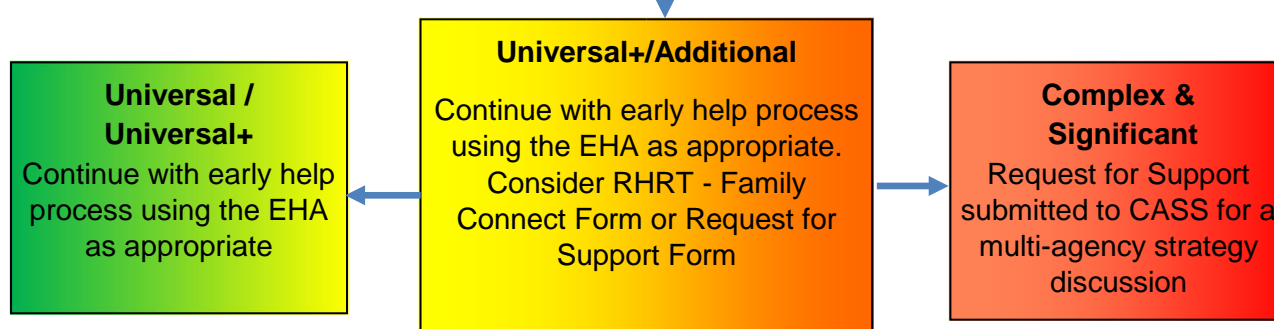 Universal /
Universal+
Continue with early help
process using the EHA
as appropriate
Universal+/Additional
Continue with early help process
using the EHA as appropriate.
Consider RHRT - Family
Connect Form or Request for
Support Form
Complex &
Significant
Request for Support
submitted to CASS for a
multi-agency strategy
discussion